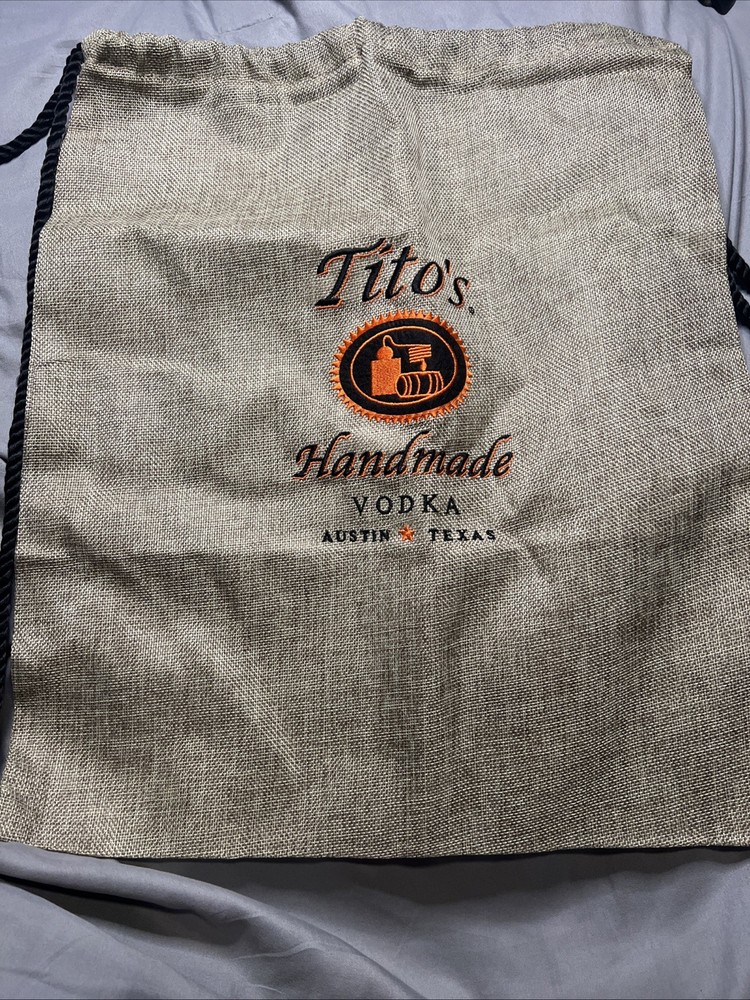 Tito's
Handmade
VODKA
AUSTIN ★ TEXAS